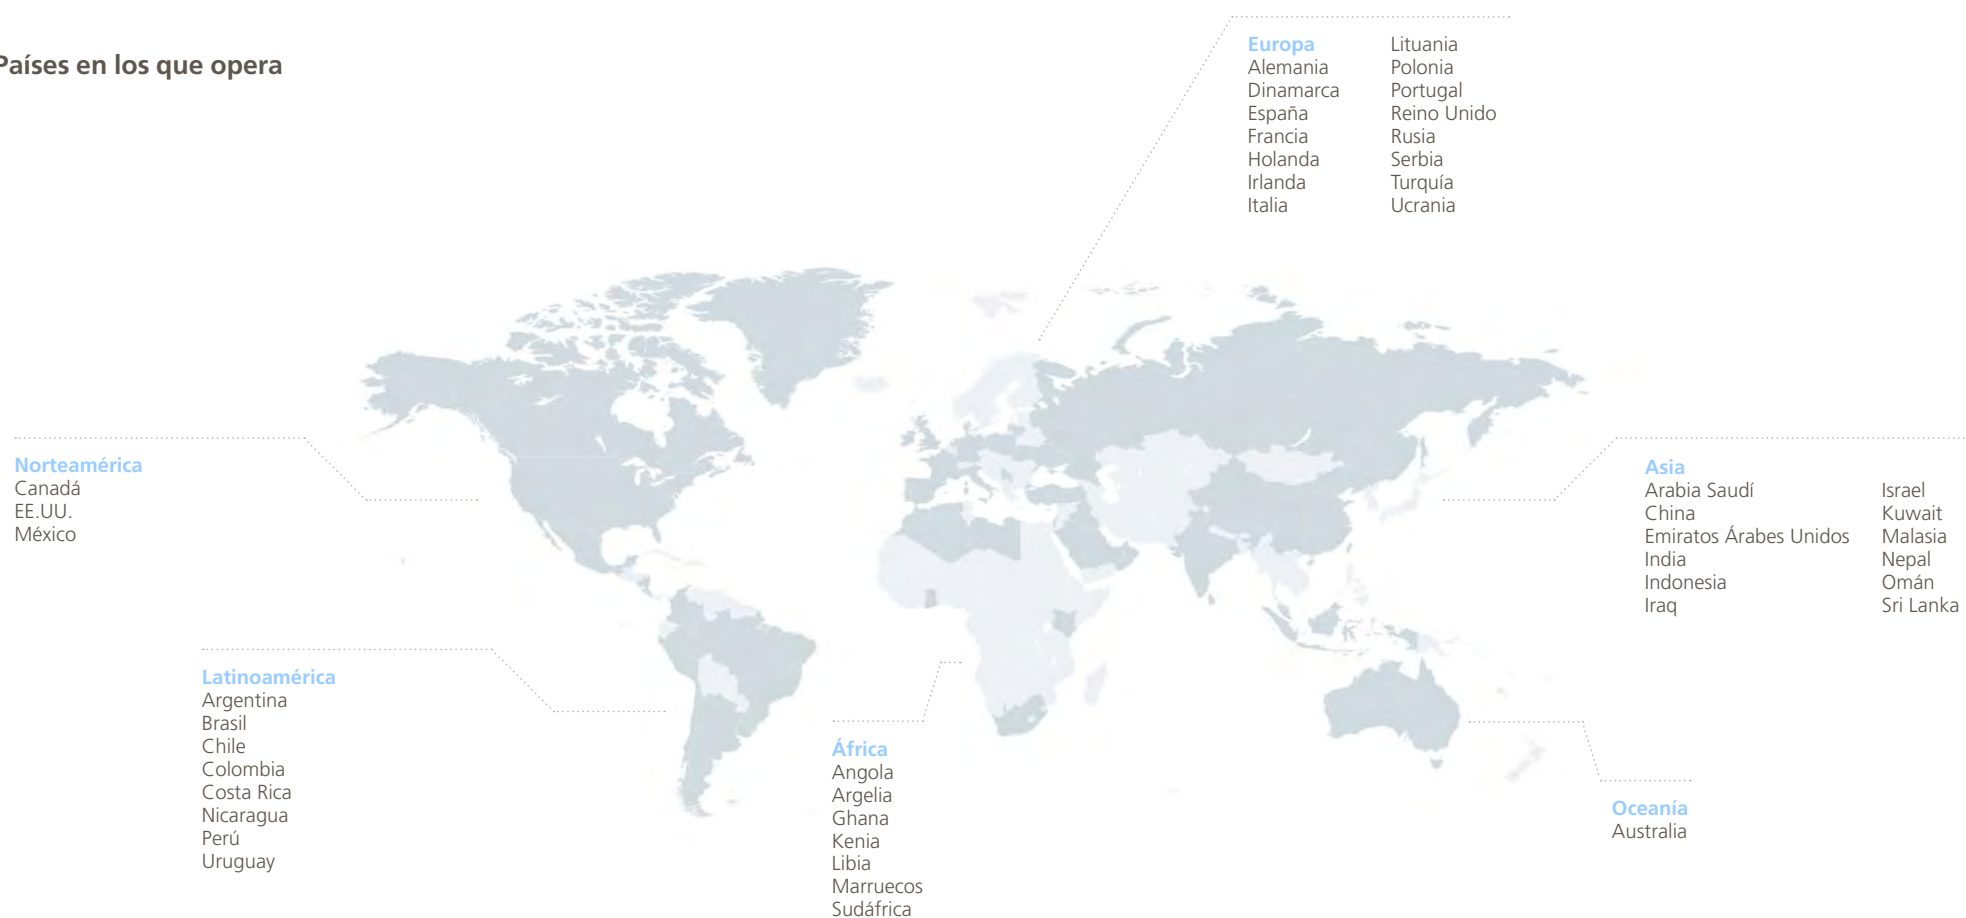 Países en los que opera
Europa
Alemania
Dinamarca
España
Francia
Holanda
Irlanda
Italia
Lituania
Polonia
Portugal
Reino Unido
Rusia
Serbia
Turquía
Ucrania
Norteamérica
Canadá
EE.UU.
México
Asia
Arabia Saudí
China
Emiratos Árabes Unidos
India
Indonesia
Iraq
Israel
Kuwait
Malasia
Nepal
Omán
Sri Lanka
Latinoamérica
Argentina
Brasil
Chile
Colombia
Costa Rica
Nicaragua
Perú
Uruguay
África
Angola
Argelia
Ghana
Kenia
Libia
Marruecos
Sudáfrica
Oceanía
Australia